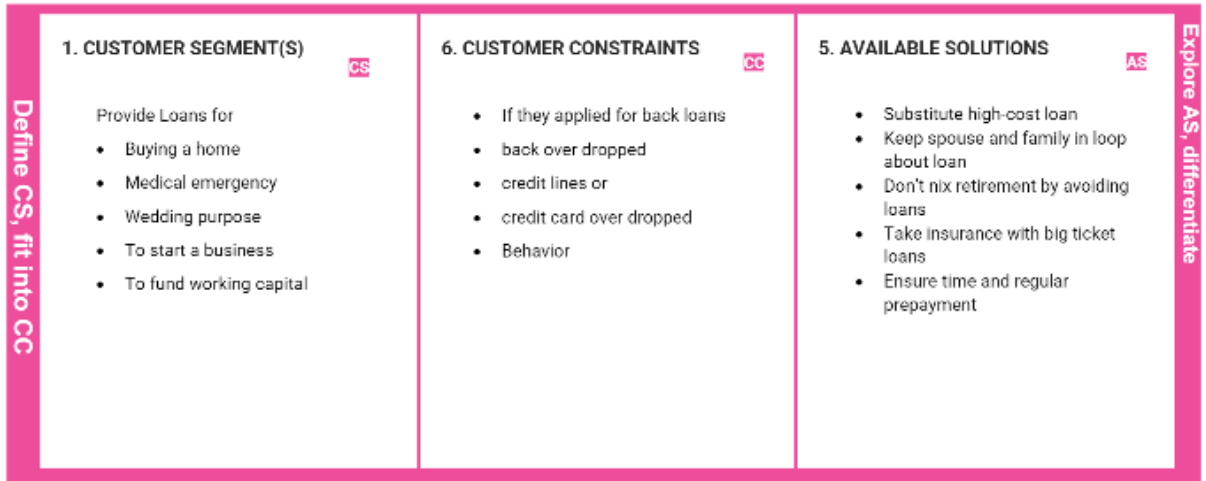 Define CS, fit into CC
1. CUSTOMER SEGMENT(S)
CS
Provide Loans for
• Buying a home
• Medical emergency
• Wedding purpose
• To start a business
• To fund working capital
6. CUSTOMER CONSTRAINTS
CC
• If they applied for back loans
• back over dropped
• credit lines or
• credit card over dropped
• Behavior
5. AVAILABLE SOLUTIONS
AS
• Substitute high-cost loan
• Keep spouse and family in loop
about loan
• Don't nix retirement by avoiding
loans
• Take insurance with big ticket
loans
• Ensure time and regular
prepayment
Explore AS, differentiate